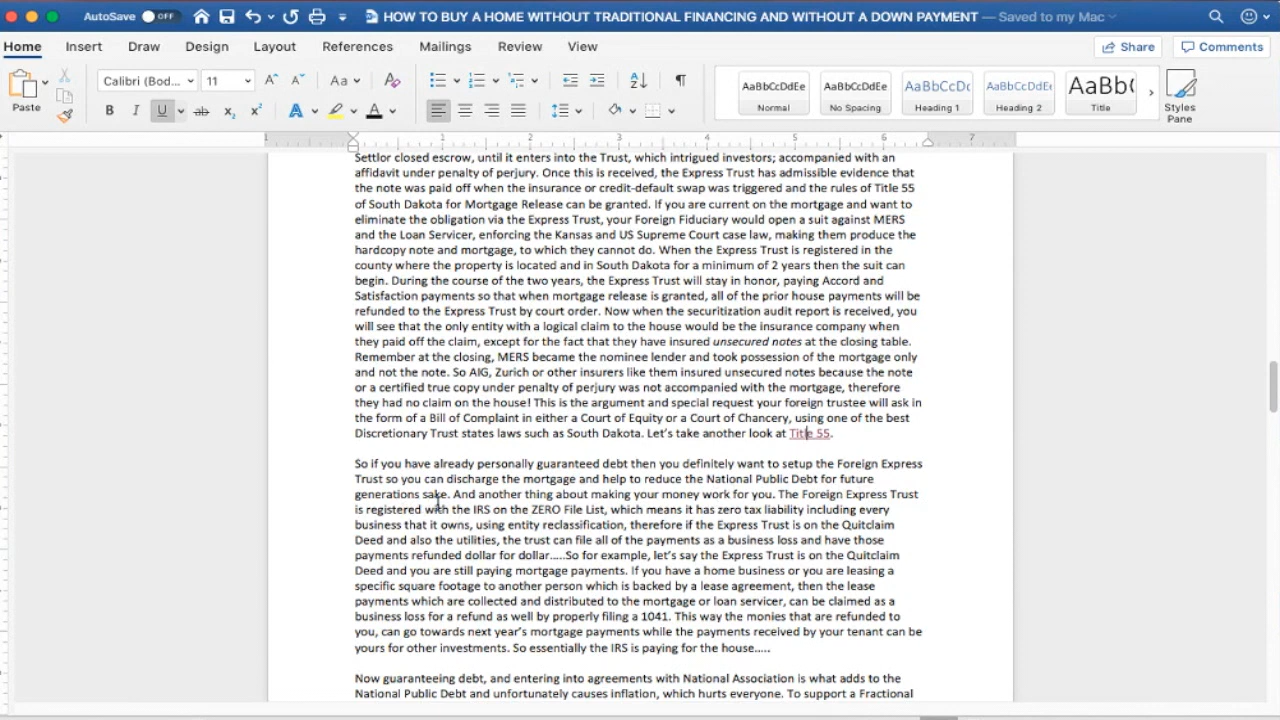 AutoSave OFF HOW TO BUY A HOME WITHOUT TRADITIONAL FINANCING AND WITHOUT A DOWN PAYMENT — Saved to my Mac
Home Insert Draw Design Layout References Mailings Review View Share Comments
Paste Calibri (Bod... 11 Aa AaBbCcDdEe AaBbCcDdEe AaBbCcDc AaBbCcDdEe AaBb( Styles Pane
B I U ab x2 x2 A A Normal No Spacing Heading 1 Heading 2 Title
1 1 2 3 4 5 6 7
Settlor closed escrow, until it enters into the Trust, which intrigued investors; accompanied with an
affidavit under penalty of perjury. Once this is received, the Express Trust has admissible evidence that
the note was paid off when the insurance or credit-default swap was triggered and the rules of Title 55
of South Dakota for Mortgage Release can be granted. If you are current on the mortgage and want to
eliminate the obligation via the Express Trust, your Foreign Fiduciary would open a suit against MERS
and the Loan Servicer, enforcing the Kansas and US Supreme Court case law, making them produce the
hardcopy note and mortgage, to which they cannot do. When the Express Trust is registered in the
county where the property is located and in South Dakota for a minimum of 2 years then the suit can
begin. During the course of the two years, the Express Trust will stay in honor, paying Accord and
Satisfaction payments so that when mortgage release is granted, all of the prior house payments will be
refunded to the Express Trust by court order. Now when the securitization audit report is received, you
will see that the only entity with a logical claim to the house would be the insurance company when
they paid off the claim, except for the fact that they have insured unsecured notes at the closing table.
Remember at the closing, MERS became the nominee lender and took possession of the mortgage only
and not the note. So AIG, Zurich or other insurers like them insured unsecured notes because the note
or a certified true copy under penalty of perjury was not accompanied with the mortgage, therefore
they had no claim on the house! This is the argument and special request your foreign trustee will ask in
the form of a Bill of Complaint in either a Court of Equity or a Court of Chancery, using one of the best
Discretionary Trust states laws such as South Dakota. Let's take another look at Title 55.
So if you have already personally guaranteed debt then you definitely want to setup the Foreign Express
Trust so you can discharge the mortgage and help to reduce the National Public Debt for future
generations sake. And another thing about making your money work for you. The Foreign Express Trust
is registered with the IRS on the ZERO File List, which means it has zero tax liability including every
business that it owns, using entity reclassification, therefore if the Express Trust is on the Quitclaim
Deed and also the utilities, the trust can file all of the payments as a business loss and have those
payments refunded dollar for dollar.....So for example, let's say the Express Trust is on the Quitclaim
Deed and you are still paying mortgage payments. If you have a home business or you are leasing a
specific square footage to another person which is backed by a lease agreement, then the lease
payments which are collected and distributed to the mortgage or loan servicer, can be claimed as a
business loss for a refund as well by properly filing a 1041. This way the monies that are refunded to
you, can go towards next year's mortgage payments while the payments received by your tenant can be
yours for other investments. So essentially the IRS is paying for the house.....
Now guaranteeing debt, and entering into agreements with National Association is what adds to the
National Public Debt and unfortunately causes inflation, which hurts everyone. To support a Fractional